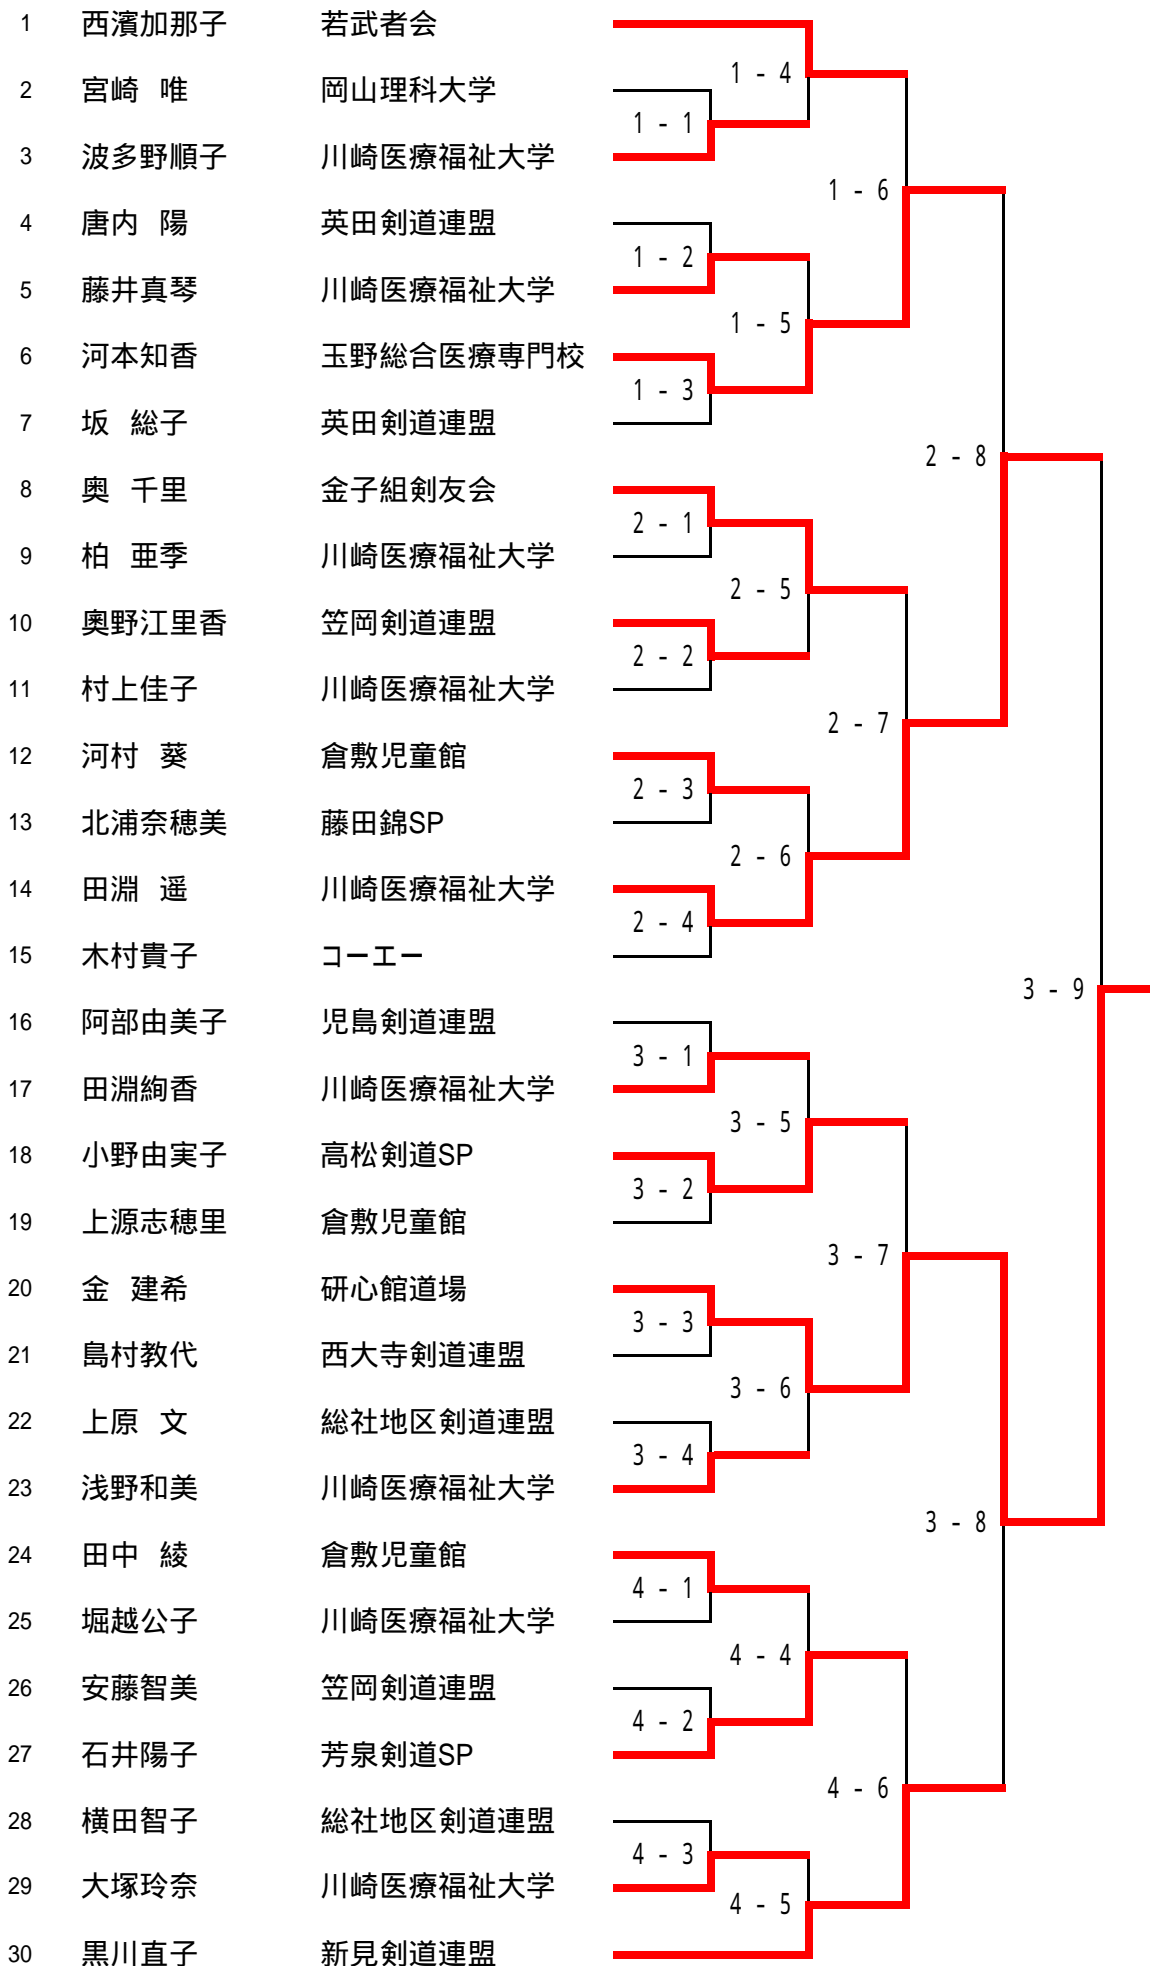 1 西濱加那子 若武者会
1 - 4
2 宮崎 唯 岡山理科大学
1 - 1
3 波多野順子 川崎医療福祉大学
1 - 6
4 唐内 陽 英田剣道連盟
1 - 2
5 藤井真琴 川崎医療福祉大学
1 - 5
6 河本知香 玉野総合医療専門校
1 - 3
7 坂 総子 英田剣道連盟
2 - 8
8 奥 千里 金子組剣友会
2 - 1
9 柏 亜季 川崎医療福祉大学
2 - 5
10 奥野江里香 笠岡剣道連盟
2 - 2
11 村上佳子 川崎医療福祉大学
2 - 7
12 河村 葵 倉敷児童館
2 - 3
13 北浦奈穂美 藤田錦SP
2 - 6
14 田淵 遥 川崎医療福祉大学
2 - 4
15 木村貴子 コーエー
3 - 9
16 阿部由美子 児島剣道連盟
3 - 1
17 田淵絢香 川崎医療福祉大学
3 - 5
18 小野由実子 高松剣道SP
3 - 2
19 上源志穂里 倉敷児童館
3 - 7
20 金 建希 研心館道場
3 - 3
21 島村教代 西大寺剣道連盟
3 - 6
22 上原 文 総社地区剣道連盟
3 - 4
23 浅野和美 川崎医療福祉大学
3 - 8
24 田中 綾 倉敷児童館
4 - 1
25 堀越公子 川崎医療福祉大学
4 - 4
26 安藤智美 笠岡剣道連盟
4 - 2
27 石井陽子 芳泉剣道SP
4 - 6
28 横田智子 総社地区剣道連盟
4 - 3
29 大塚玲奈 川崎医療福祉大学
4 - 5
30 黒川直子 新見剣道連盟